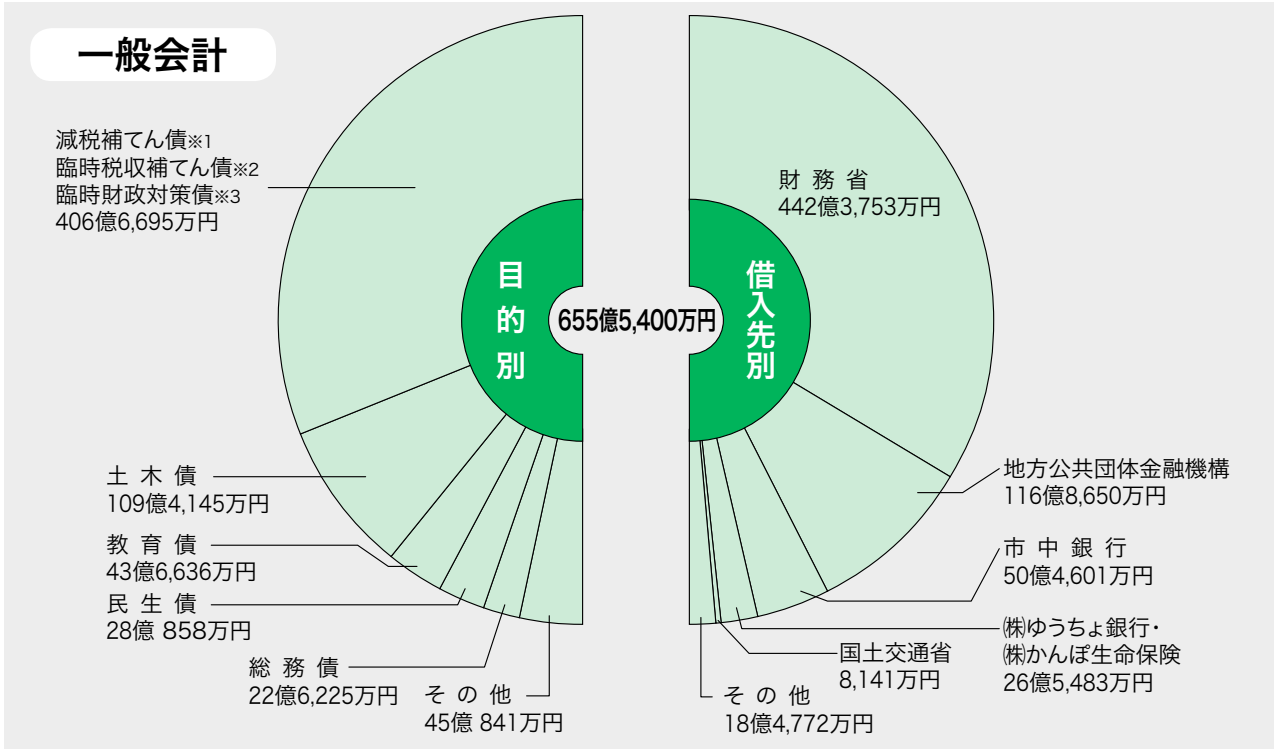 一般会計
減税補てん債※1
臨時税収補てん債※2
臨時財政対策債※3
406億6,695万円
土木債
109億4,145万円
教育債
43億6,636万円
民生債
28億 858万円
総務債
22億6,225万円
その他
45億 841万円
目的別
655億5,400万円
借入先別
財務省
442億3,753万円
地方公共団体金融機構
116億8,650万円
市中銀行
50億4,601万円
㈱ゆうちょ銀行・
㈱かんぽ生命保険
26億5,483万円
国土交通省
8,141万円
その他
18億4,772万円